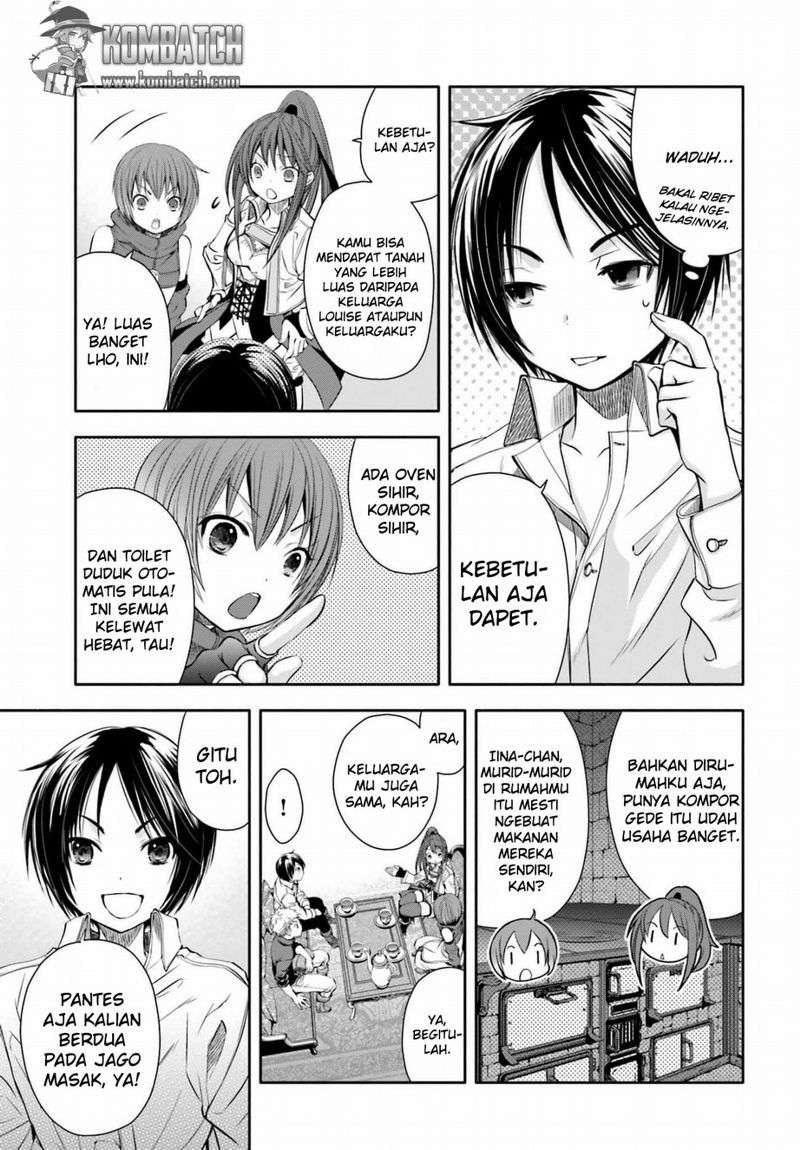 KOMBATCH
www.kombatch.com
WADUH...
BAKAL RIBET
KALAU NGE-
JELASINNYA.
KEBETU-
LAN AJA
DAPET.
KEBETU-
LAN AJA?
KAMU BISA
MENDAPAT TANAH
YANG LEBIH
LUAS DARIPADA
KELUARGA
LOUISE ATAUPUN
KELUARGAKU?
YA! LUAS
BANGET
LHO, INI!
ADA OVEN
SIHIR,
KOMPOR
SIHIR,
DAN TOILET
DUDUK OTO-
MATIS PULA!
INI SEMUA
KELEWAT
HEBAT, TAU!
BAHKAN DIRU-
MAHKU AJA,
PUNYA KOMPOR
GEDE ITU UDAH
USAHA BANGET.
IINA-CHAN,
MURID-MURID
DI RUMAHMU
ITU MESTI
NGEBUAT
MAKANAN
MEREKA
SENDIRI,
KAN?
ARA,
KELUARGA-
MU JUGA
SAMA, KAH?
!
YA,
BEGITU-
LAH.
GITU
TOH.
PANTES
AJA KALIAN
BERDUA
PADA JAGO
MASAK, YA!